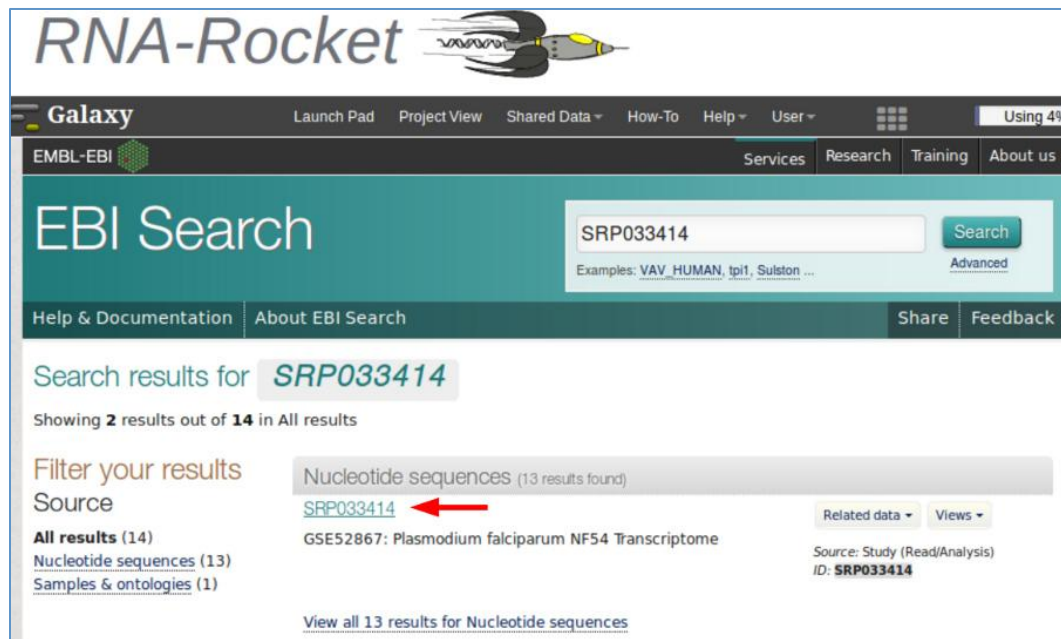 RNA-Rocket
Galaxy Launch Pad Project View Shared Data How-To Help User Using 4%
EMBL-EBI Services Research Training About us
EBI Search
SRP033414 Search
Examples: VAV_HUMAN, tpi1, Sulston ... Advanced
Help & Documentation About EBI Search Share Feedback
Search results for SRP033414
Showing 2 results out of 14 in All results
Filter your results
Source
All results (14)
Nucleotide sequences (13)
Samples & ontologies (1)
Nucleotide sequences (13 results found)
SRP033414
GSE52867: Plasmodium falciparum NF54 Transcriptome
Related data Views
Source: Study (Read/Analysis)
ID: SRP033414
View all 13 results for Nucleotide sequences